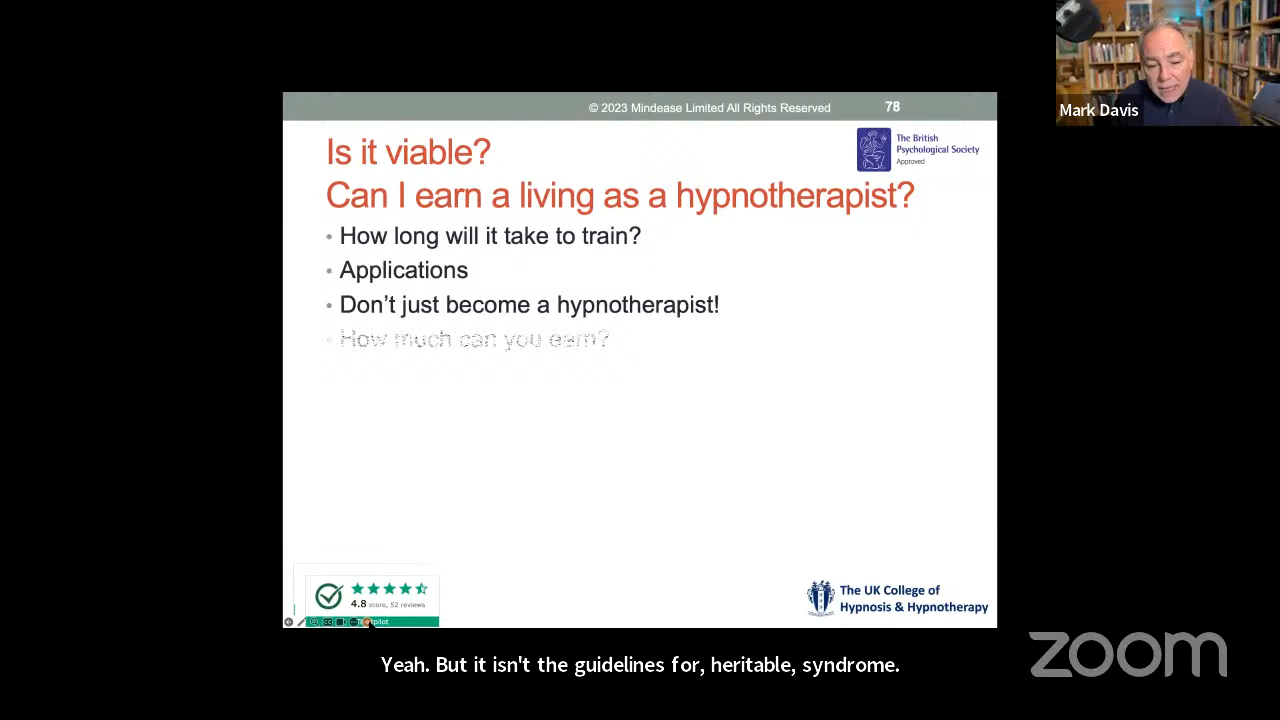 © 2023 Mindease Limited All Rights Reserved 78
Mark Davis
Is it viable?
Can I earn a living as a hypnotherapist?
The British
Psychological Society
Approved
• How long will it take to train?
• Applications
• Don't just become a hypnotherapist!
• How much can you earn?
4.8 score, 52 reviews
The UK College of
Hypnosis & Hypnotherapy
Yeah. But it isn't the guidelines for, heritable, syndrome.
zoom